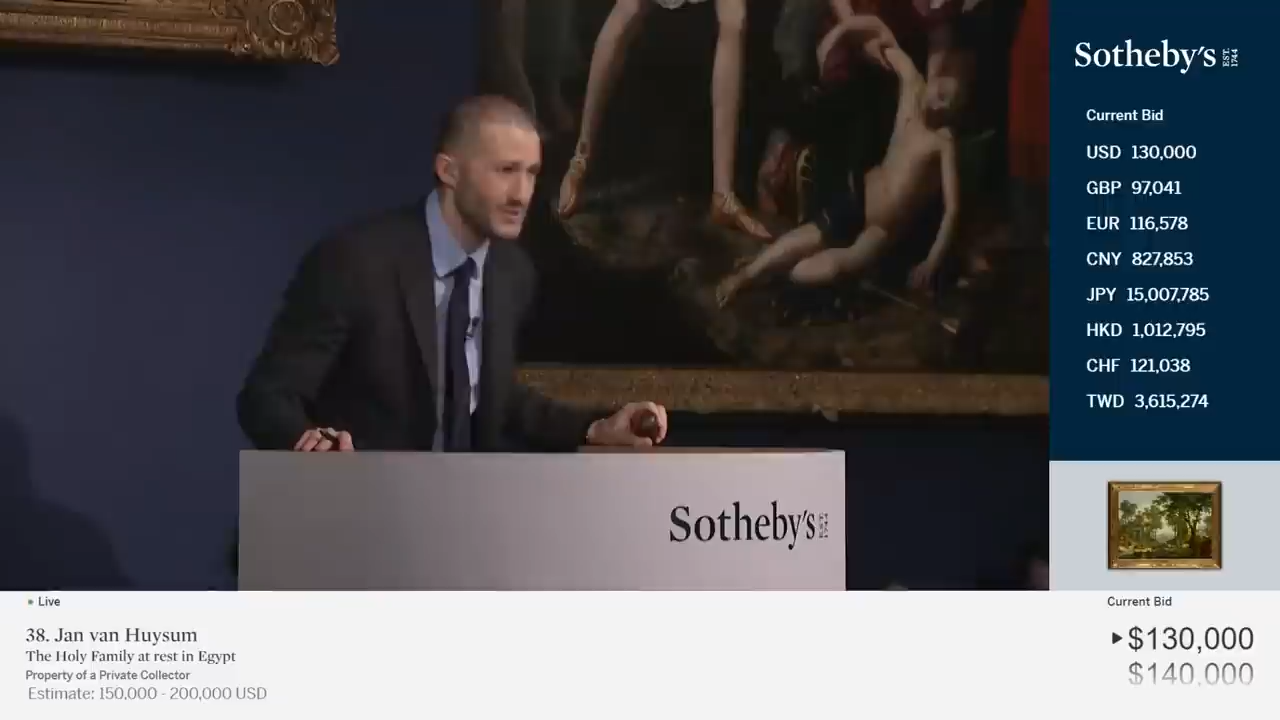 Sotheby's EST. 1744
Current Bid
USD 130,000
GBP 97,041
EUR 116,578
CNY 827,853
JPY 15,007,785
HKD 1,012,795
CHF 121,038
TWD 3,615,274
Sotheby's EST. 1744
Live
38. Jan van Huysum
The Holy Family at rest in Egypt
Property of a Private Collector
Estimate: 150,000 - 200,000 USD
Current Bid
$130,000
$140,000